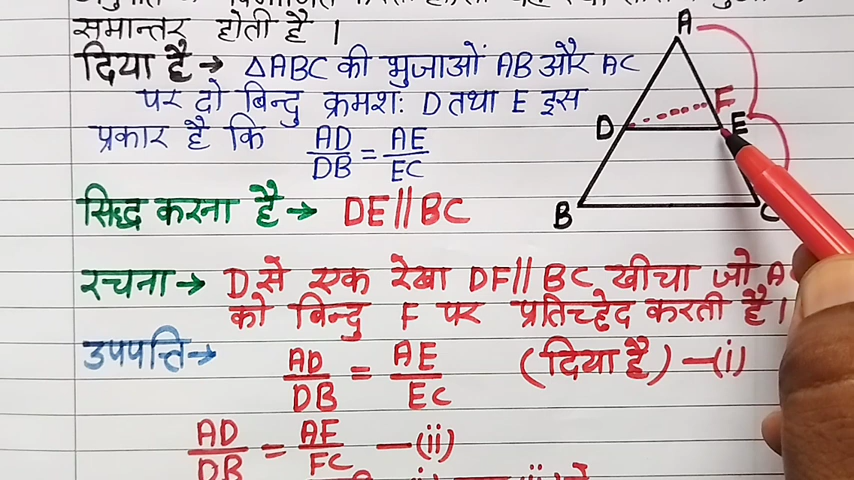 समान्तर होती है ।
दिया है → △ABC की भुजाओं AB और AC
पर दो बिन्दु क्रमशः D तथा E इस
प्रकार है कि AD/DB = AE/EC
सिद्ध करना है → DE||BC
रचना → D से एक रेखा DF||BC खीचा जो A
को बिन्दु F पर प्रतिच्छेद करती है ।
उपपत्ति → AD/DB = AE/EC (दिया है) —(i)
AD/DB = AF/FC —(ii)
A
F
D
E
B
C